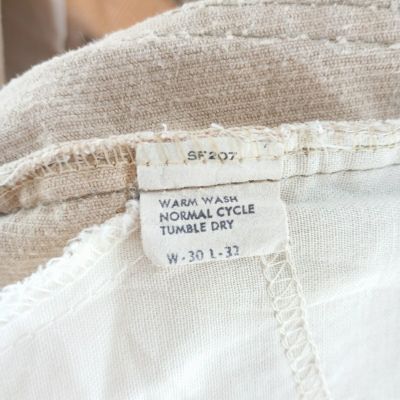 SF207
WARM WASH
NORMAL CYCLE
TUMBLE DRY
W-30 L-32